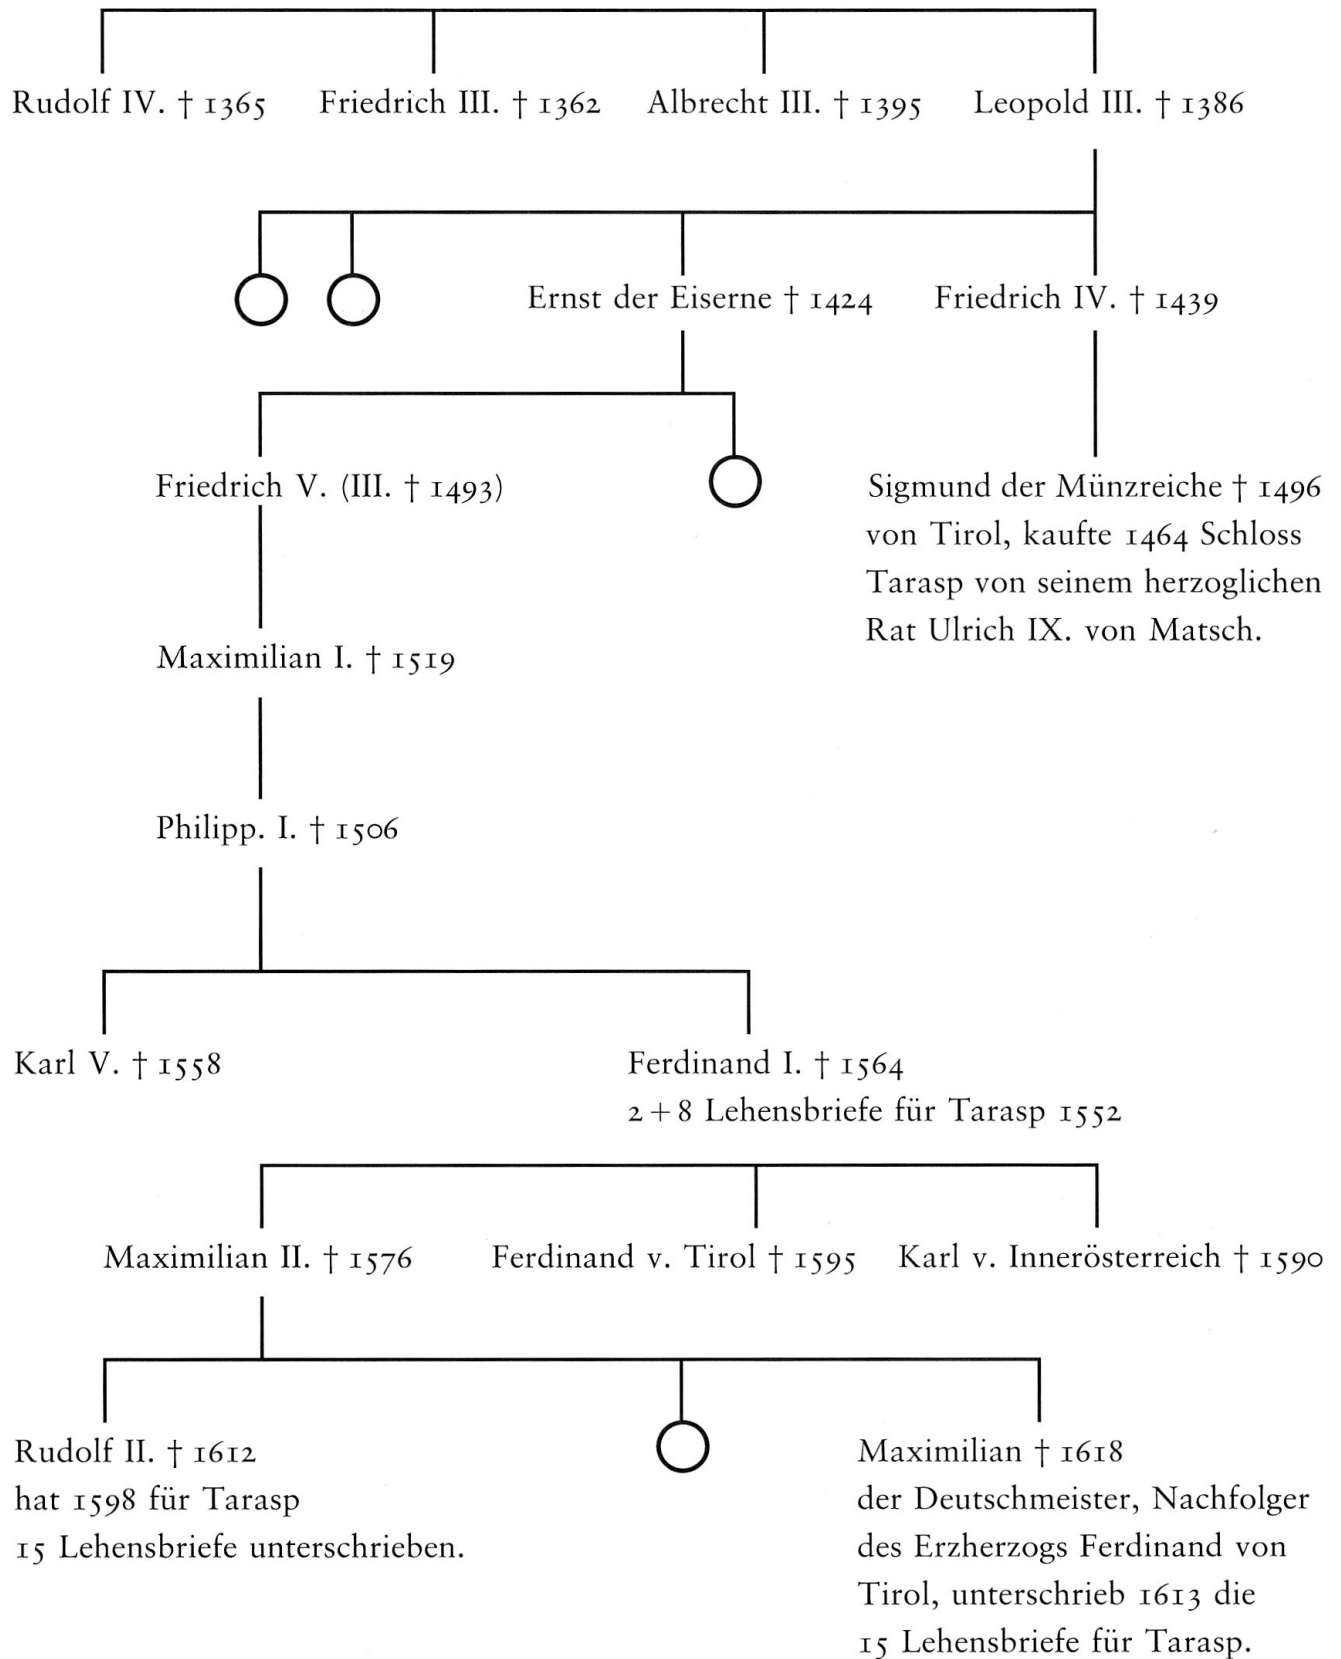 Rudolf IV. † 1365 Friedrich III. † 1362 Albrecht III. † 1395 Leopold III. † 1386
Ernst der Eiserne † 1424 Friedrich IV. † 1439
Friedrich V. (III. † 1493)
Sigmund der Münzreiche † 1496
von Tirol, kaufte 1464 Schloss
Tarasp von seinem herzoglichen
Rat Ulrich IX. von Matsch.
Maximilian I. † 1519
Philipp. I. † 1506
Karl V. † 1558
Ferdinand I. † 1564
2 + 8 Lehensbriefe für Tarasp 1552
Maximilian II. † 1576 Ferdinand v. Tirol † 1595 Karl v. Innerösterreich † 1590
Rudolf II. † 1612
hat 1598 für Tarasp
15 Lehensbriefe unterschrieben.
Maximilian † 1618
der Deutschmeister, Nachfolger
des Erzherzogs Ferdinand von
Tirol, unterschrieb 1613 die
15 Lehensbriefe für Tarasp.